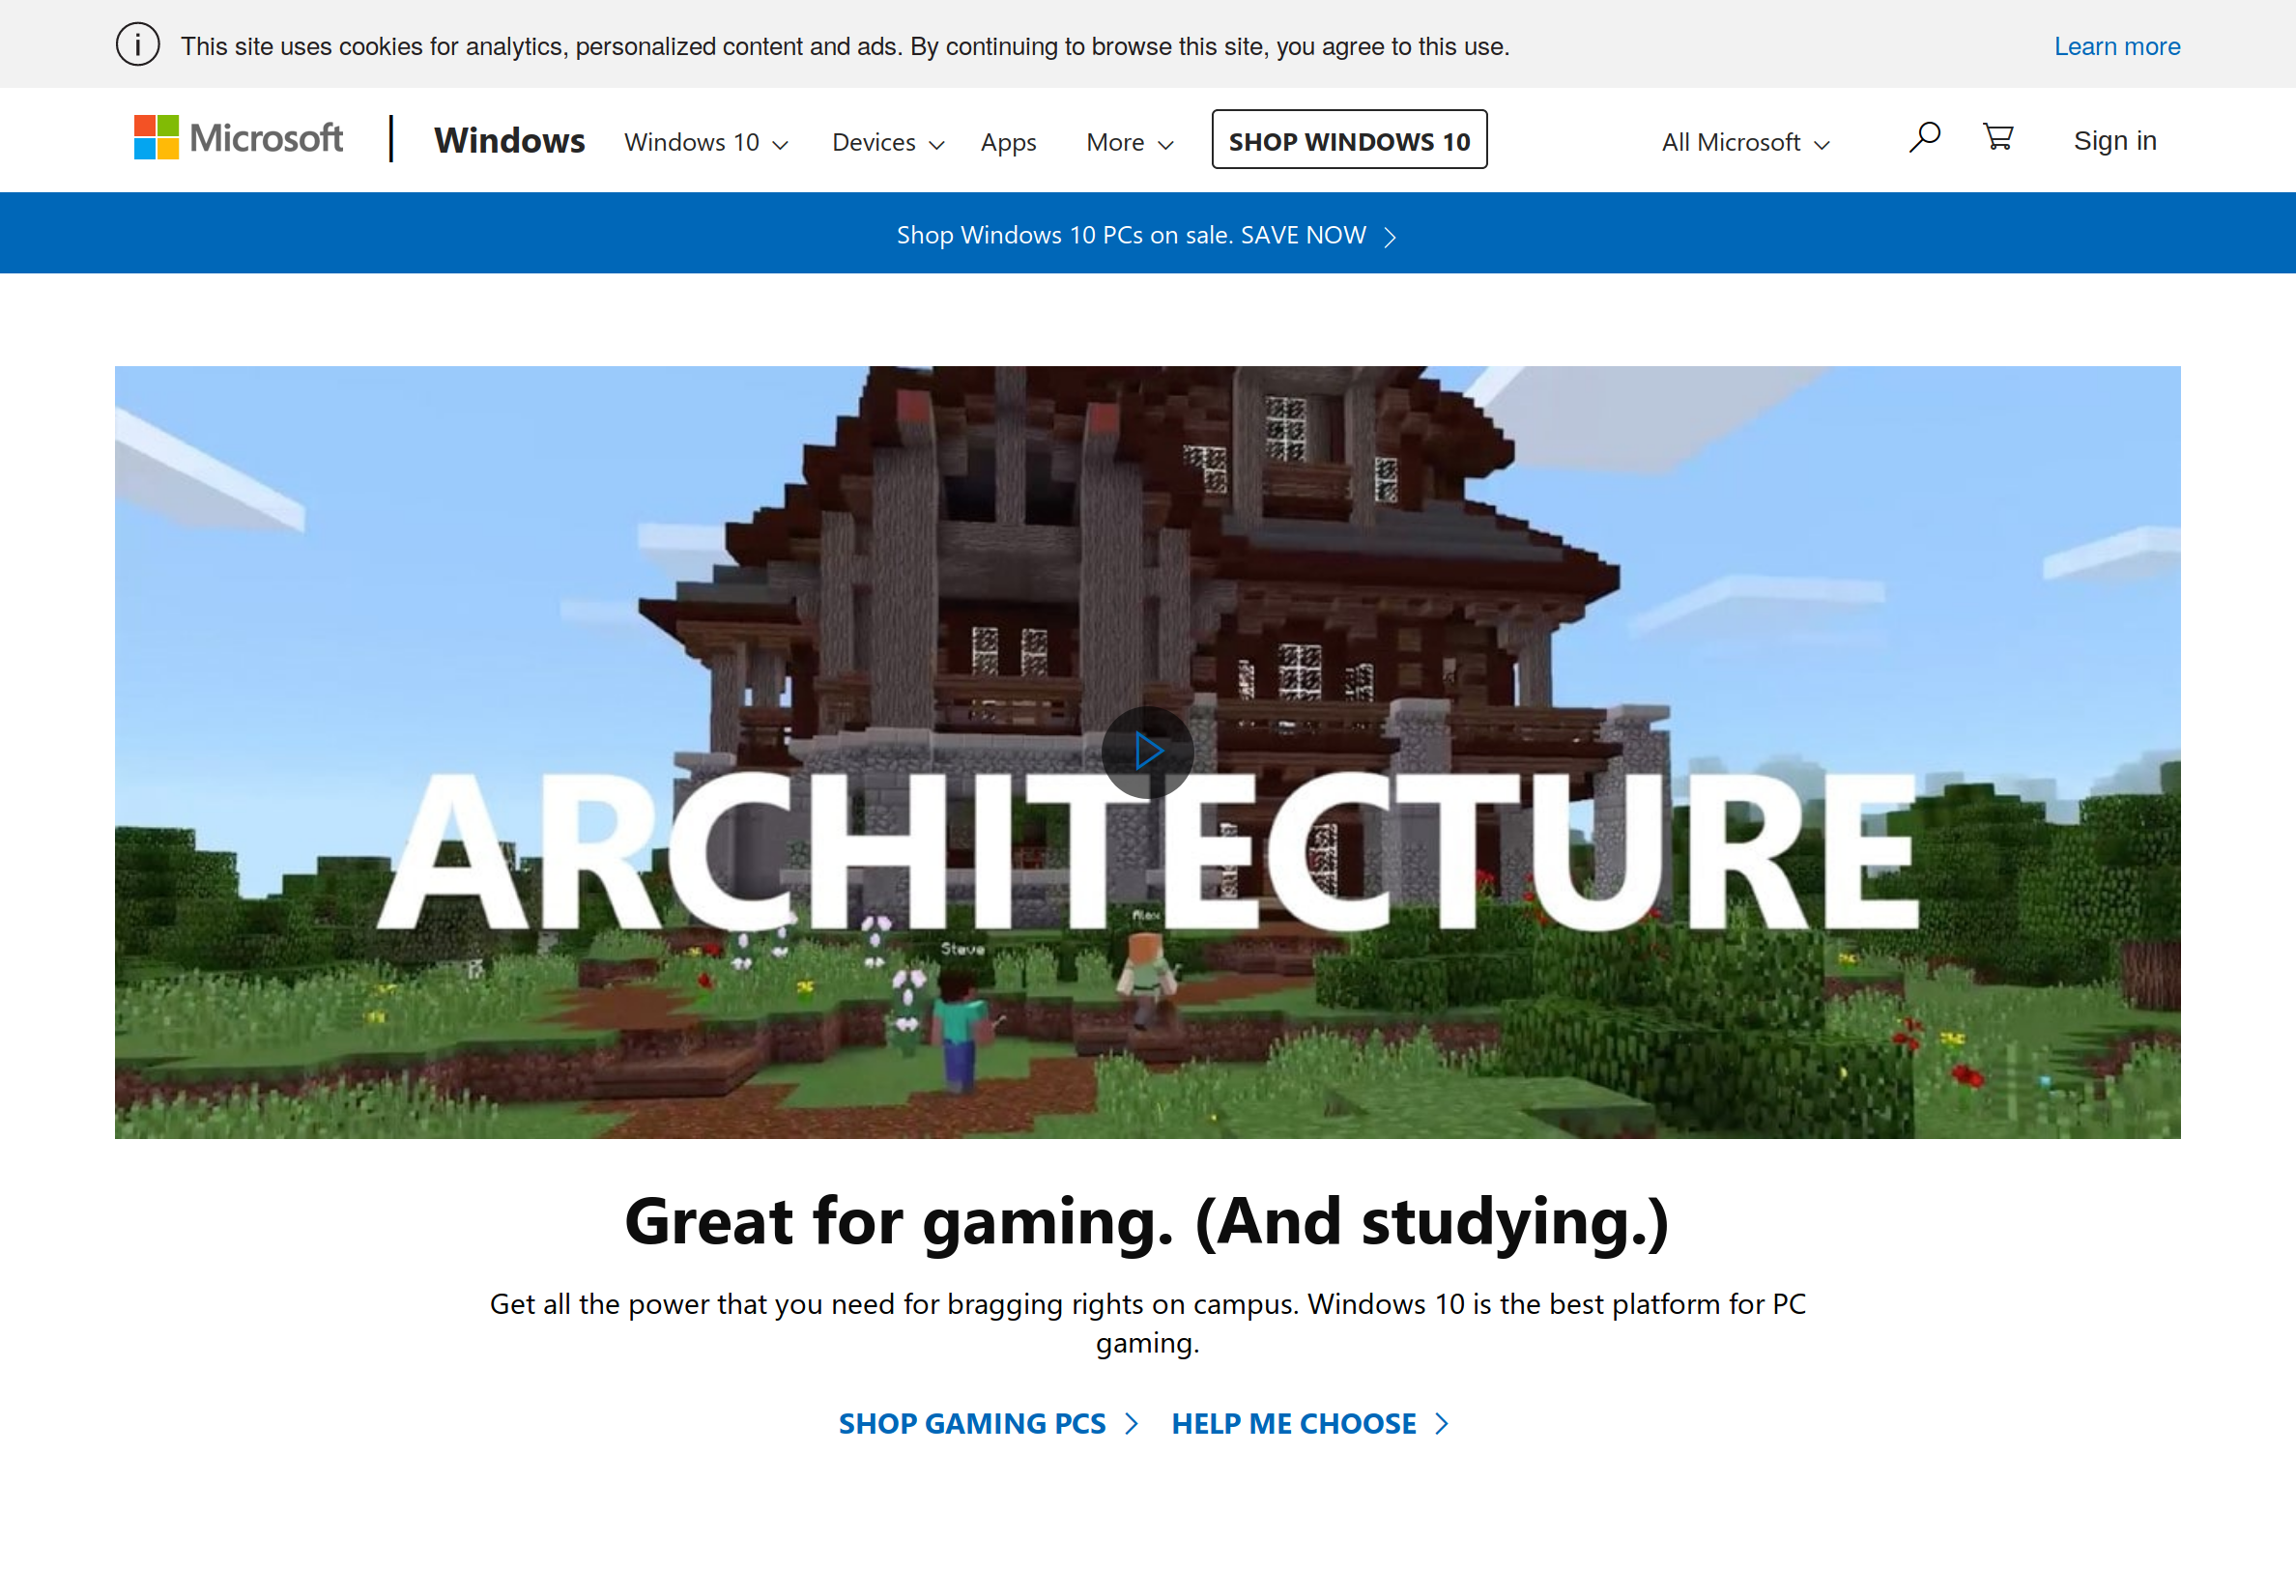 This site uses cookies for analytics, personalized content and ads. By continuing to browse this site, you agree to this use.
Learn more
Microsoft
Windows
Windows 10
Devices
Apps
More
SHOP WINDOWS 10
All Microsoft
Sign in
Shop Windows 10 PCs on sale. SAVE NOW
ARCHITECTURE
Alex
Steve
Great for gaming. (And studying.)
Get all the power that you need for bragging rights on campus. Windows 10 is the best platform for PC
gaming.
SHOP GAMING PCS
HELP ME CHOOSE